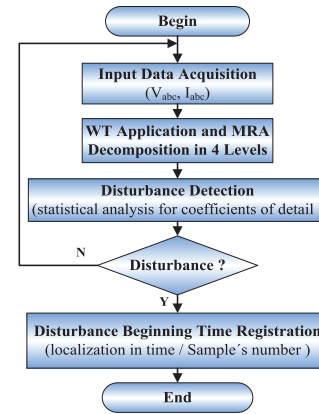 Begin
Input Data Acquisition
(Vabc, Iabc)
WT Application and MRA
Decomposition in 4 Levels
Disturbance Detection
(statistical analysis for coefficients of detail
N
Disturbance ?
Y
Disturbance Beginning Time Registration
(localization in time / Sample´s number )
End